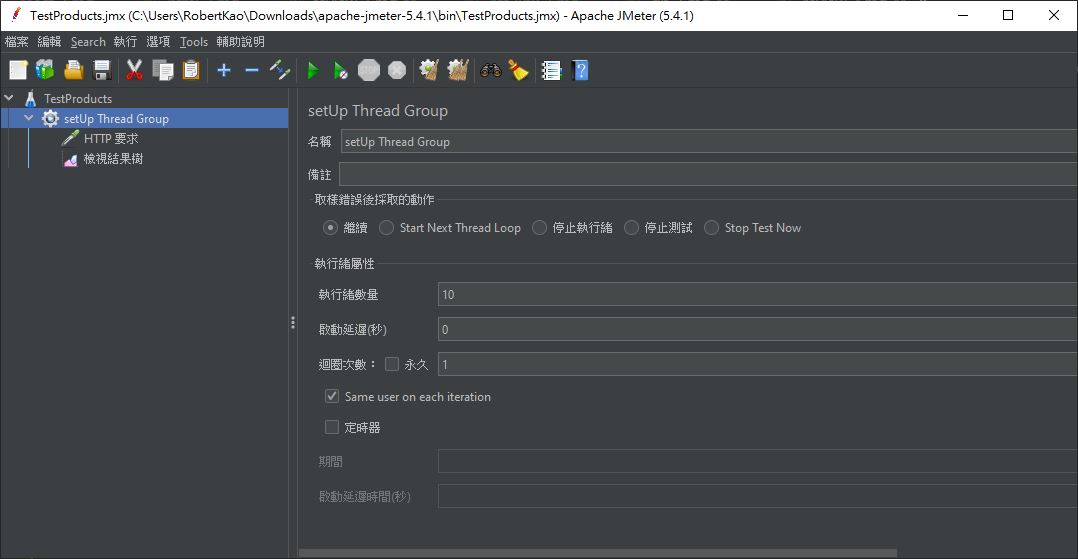 TestProducts.jmx (C:\Users\RobertKao\Downloads\apache-jmeter-5.4.1\bin\TestProducts.jmx) - Apache JMeter (5.4.1)
檔案 編輯 Search 執行 選項 Tools 輔助說明
STOP
TestProducts
setUp Thread Group
HTTP 要求
檢視結果樹
setUp Thread Group
名稱 setUp Thread Group
備註
取樣錯誤後採取的動作
繼續 Start Next Thread Loop 停止執行緒 停止測試 Stop Test Now
執行緒屬性
執行緒數量 10
啟動延遲(秒) 0
迴圈次數： 永久 1
Same user on each iteration
定時器
期間
啟動延遲時間(秒)